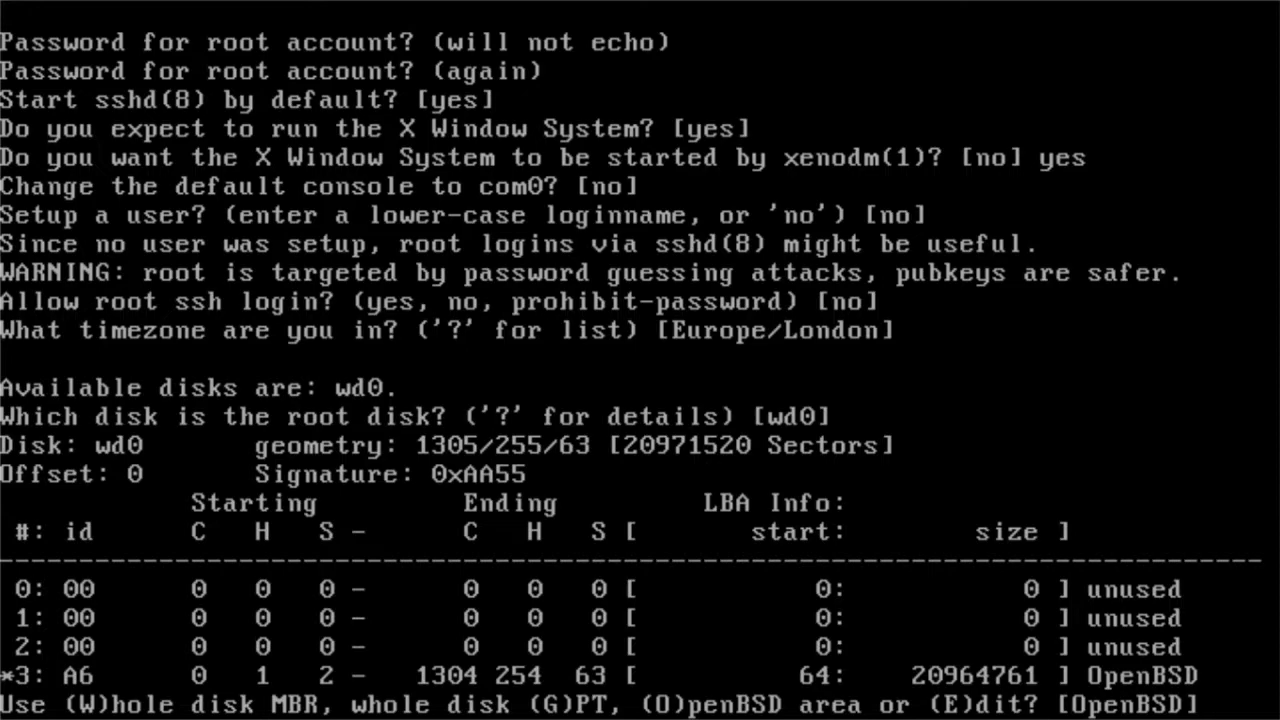 Password for root account? (will not echo)
Password for root account? (again)
Start sshd(8) by default? [yes]
Do you expect to run the X Window System? [yes]
Do you want the X Window System to be started by xenodm(1)? [no] yes
Change the default console to com0? [no]
Setup a user? (enter a lower-case loginname, or 'no') [no]
Since no user was setup, root logins via sshd(8) might be useful.
WARNING: root is targeted by password guessing attacks, pubkeys are safer.
Allow root ssh login? (yes, no, prohibit-password) [no]
What timezone are you in? ('?' for list) [Europe/London]
Available disks are: wd0.
Which disk is the root disk? ('?' for details) [wd0]
Disk: wd0       geometry: 1305/255/63 [20971520 Sectors]
Offset: 0       Signature: 0xAA55
            Starting         Ending         LBA Info:
 #: id      C   H   S -      C   H   S [       start:        size ]
-------------------------------------------------------------------------------
 0: 00      0   0   0 -      0   0   0 [           0:           0 ] unused
 1: 00      0   0   0 -      0   0   0 [           0:           0 ] unused
 2: 00      0   0   0 -      0   0   0 [           0:           0 ] unused
*3: A6      0   1   2 -   1304 254  63 [          64:    20964761 ] OpenBSD
Use (W)hole disk MBR, whole disk (G)PT, (O)penBSD area or (E)dit? [OpenBSD]